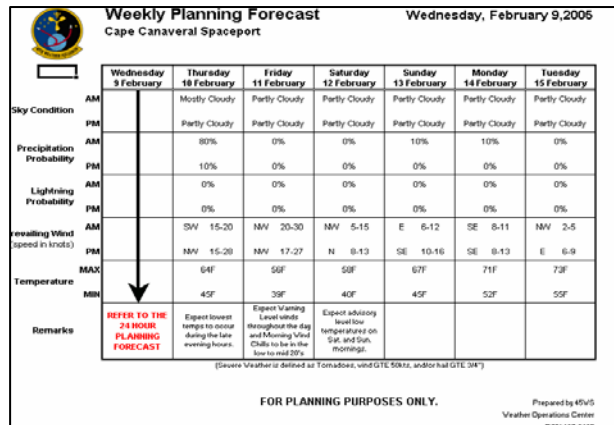 Weekly Planning Forecast
Wednesday, February 9,2005
Cape Canaveral Spaceport
Wednesday 9 February
Thursday 10 February
Friday 11 February
Saturday 12 February
Sunday 13 February
Monday 14 February
Tuesday 15 February
Sky Condition
AM Mostly Cloudy Partly Cloudy Partly Cloudy Partly Cloudy Partly Cloudy Partly Cloudy
PM Partly Cloudy Partly Cloudy Partly Cloudy Partly Cloudy Partly Cloudy Partly Cloudy
Precipitation Probability
AM 80% 0% 0% 10% 10% 0%
PM 10% 0% 0% 0% 0% 0%
Lightning Probability
AM 0% 0% 0% 0% 0% 0%
PM 0% 0% 0% 0% 0% 0%
revailing Wind
(speed in knots)
AM SW 15-20 NW 20-30 NW 5-15 E 6-12 SE 8-11 NW 2-5
PM NW 15-28 NW 17-27 N 8-13 SE 10-16 SE 8-13 E 6-9
Temperature
MAX 64F 56F 58F 67F 71F 73F
MIN 45F 39F 40F 45F 52F 55F
Remarks
REFER TO THE
24 HOUR
PLANNING
FORECAST
Expect lowest
temps to occur
during the late
evening hours.
Expect Warning
Level winds
throughout the day
and Morning Wind
Chills to be in the
low to mid 20's
Expect advisory
level low
temperatures on
Sat. and Sun.
mornings.
(Severe Weather is defined as Tornadoes, wind GTE 50kts, and/or hail GTE 3/4")
FOR PLANNING PURPOSES ONLY.
Prepared by 45WS
Weather Operations Center